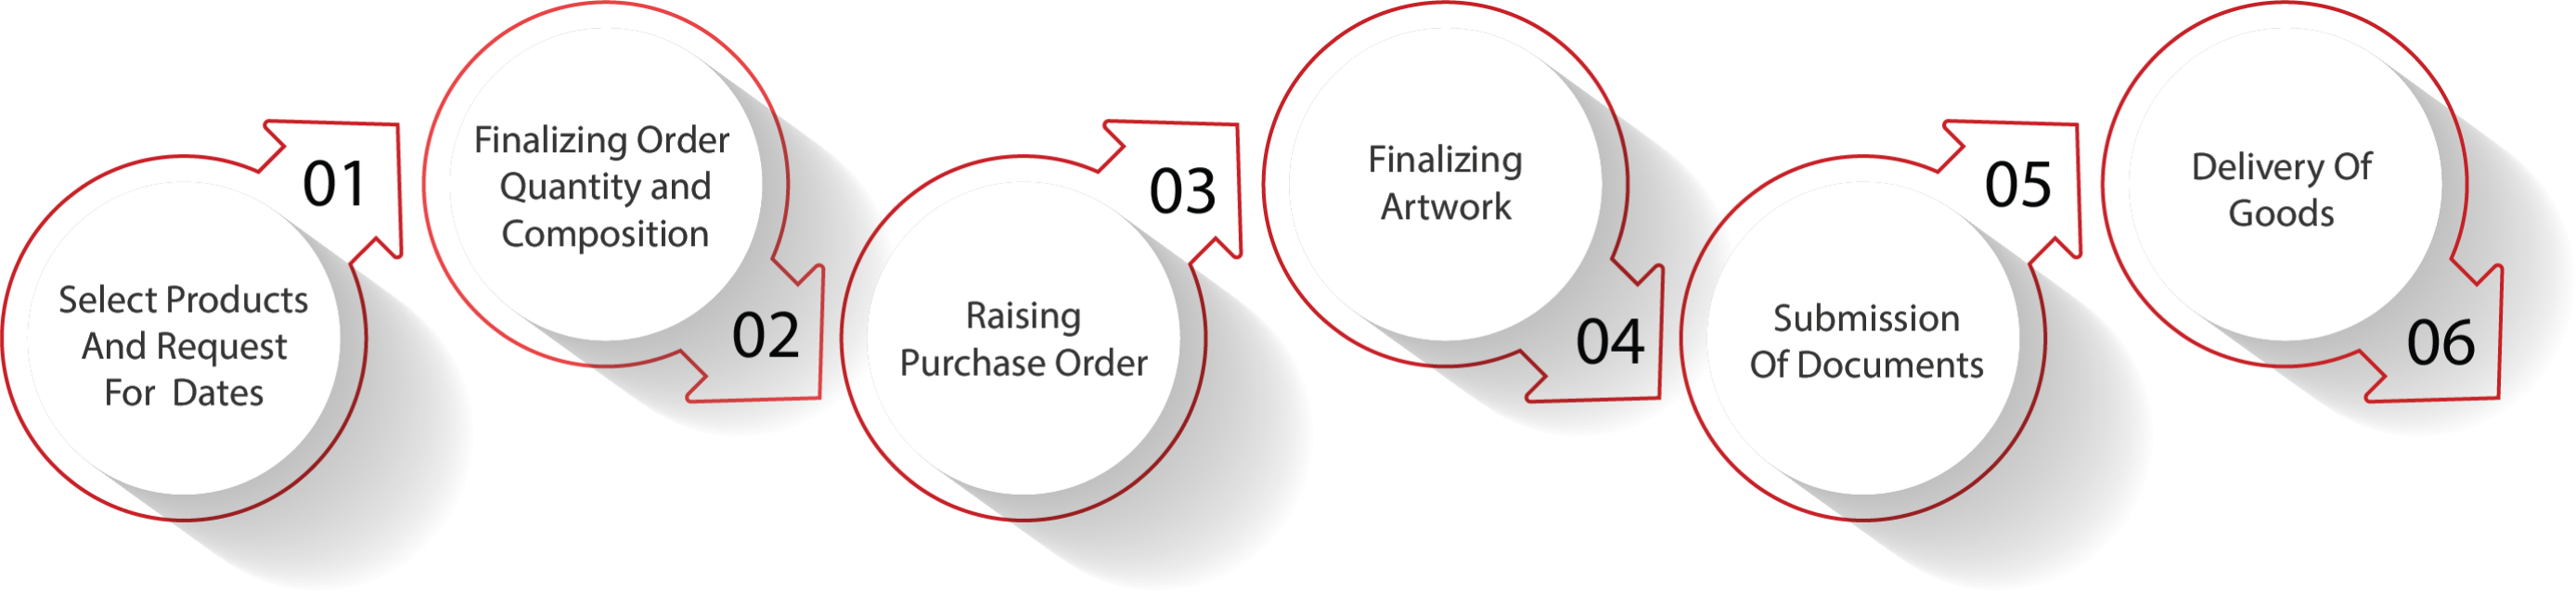 01
Select Products
And Request
For  Dates
Finalizing Order
Quantity and
Composition
02
03
Raising
Purchase Order
Finalizing
Artwork
04
05
Submission
Of Documents
Delivery Of
Goods
06